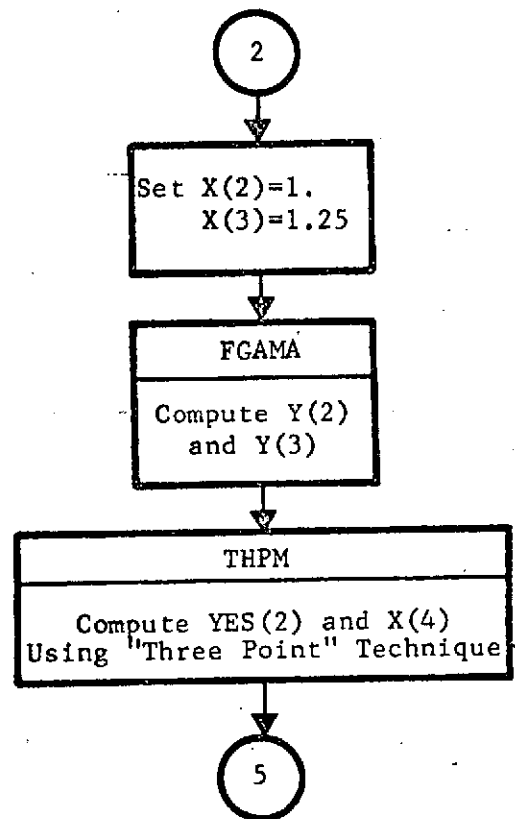 2
Set X(2)=1.
X(3)=1.25
FGAMA
Compute Y(2)
and Y(3)
THPM
Compute YES(2) and X(4)
Using "Three Point" Technique
5